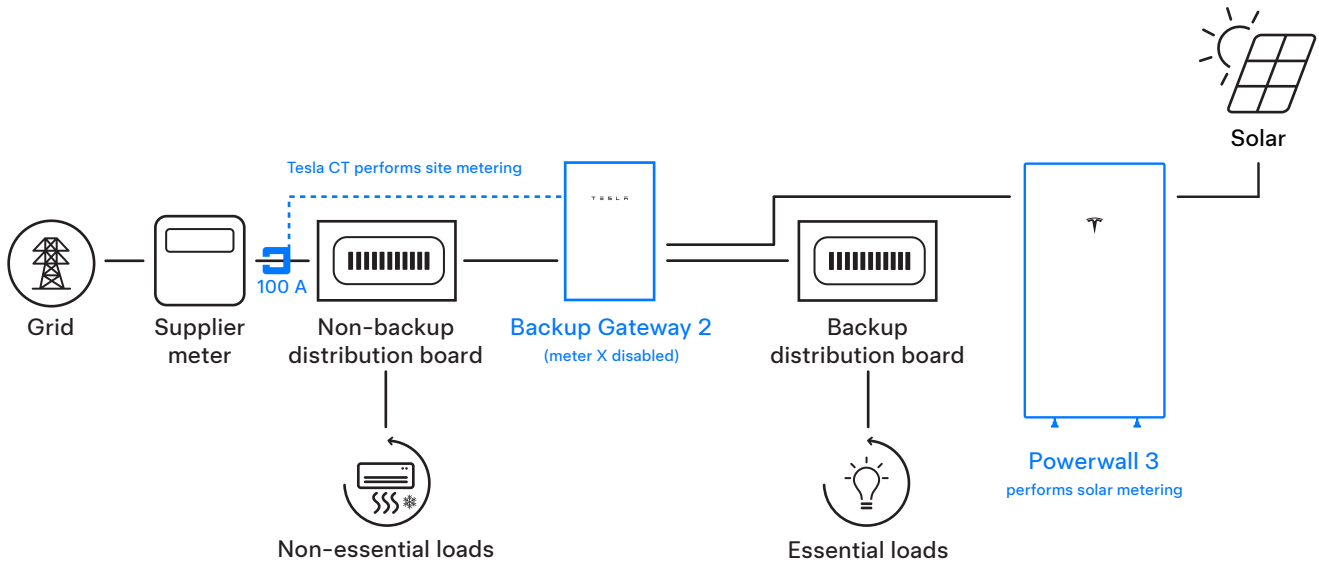 Solar
Tesla CT performs site metering
TESLA
100 A
Grid
Supplier
meter
Non-backup
distribution board
Backup Gateway 2
(meter X disabled)
Backup
distribution board
Powerwall 3
performs solar metering
Non-essential loads
Essential loads